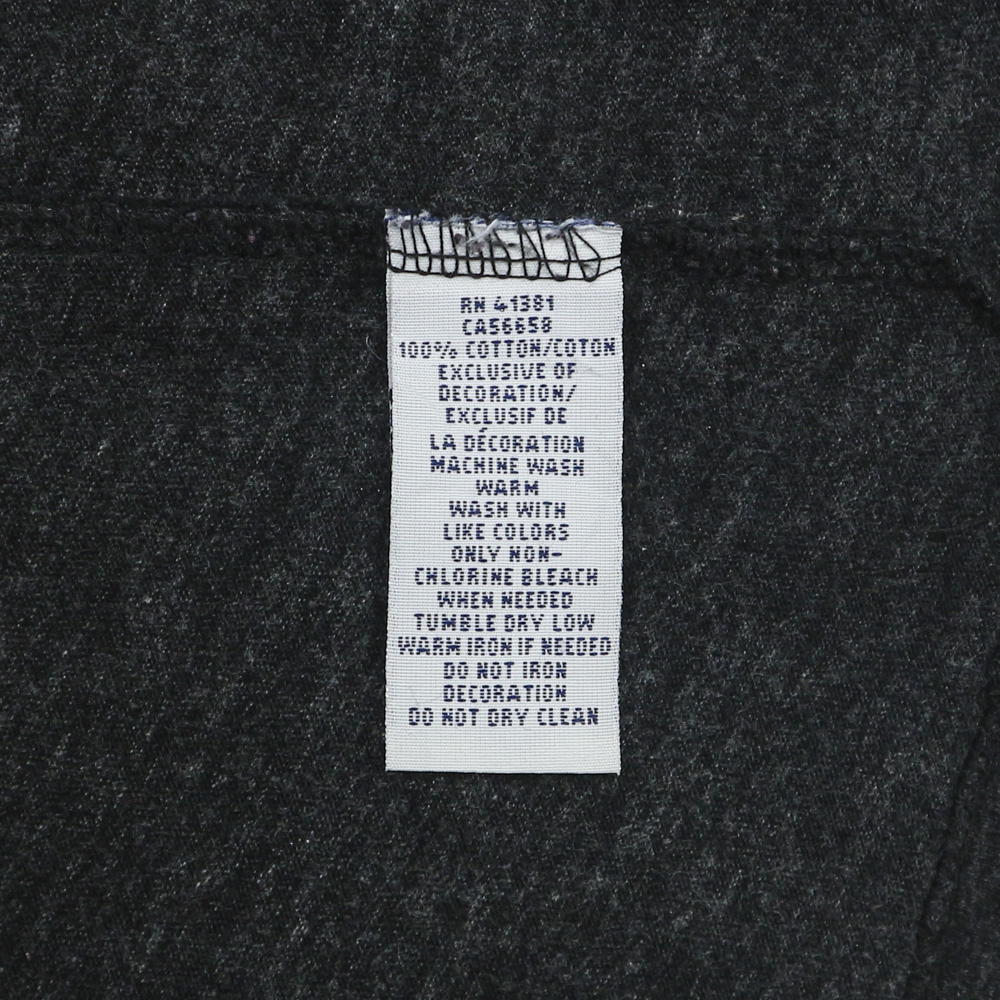 RN 41381
CA56658
100% COTTON/COTON
EXCLUSIVE OF
DECORATION/
EXCLUSIF DE
LA DÉCORATION
MACHINE WASH
WARM
WASH WITH
LIKE COLORS
ONLY NON-
CHLORINE BLEACH
WHEN NEEDED
TUMBLE DRY LOW
WARM IRON IF NEEDED
DO NOT IRON
DECORATION
DO NOT DRY CLEAN